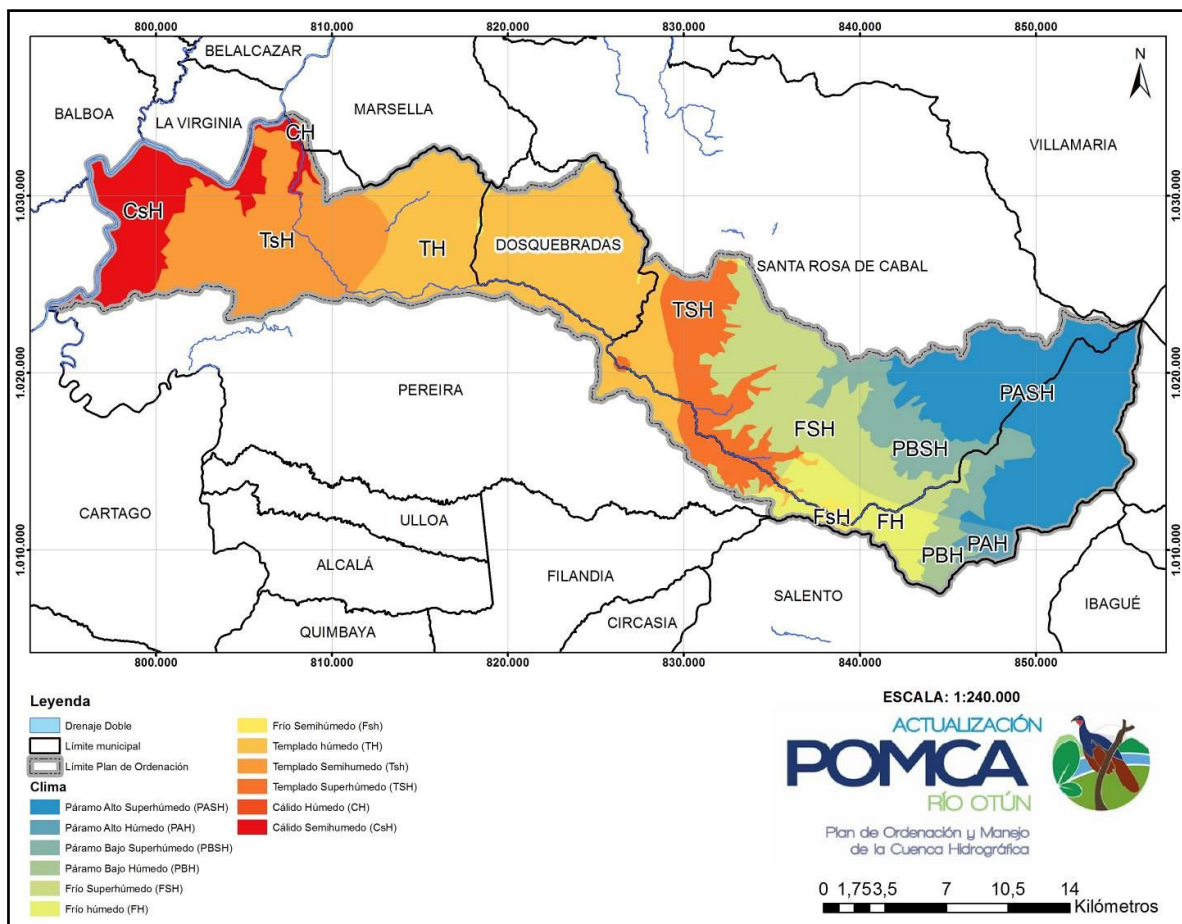 800.000 810.000 820.000 830.000 840.000 850.000
N
BELALCAZAR
BALBOA
LA VIRGINIA
MARSELLA
VILLAMARIA
CH
1.030.000
1.030.000
CsH
TsH
TH
DOSQUEBRADAS
SANTA ROSA DE CABAL
TSH
1.020.000
1.020.000
PASH
PEREIRA
FSH
PBSH
CARTAGO
ULLOA
FsH
FH
PAH
PBH
1.010.000
1.010.000
ALCALÁ
FILANDIA
SALENTO
IBAGUÉ
QUIMBAYA
CIRCASIA
800.000 810.000 820.000 830.000 840.000 850.000
Leyenda
Drenaje Doble
Límite municipal
Límite Plan de Ordenación
Clima
Páramo Alto Superhúmedo (PASH)
Páramo Alto Húmedo (PAH)
Páramo Bajo Superhúmedo (PBSH)
Páramo Bajo Húmedo (PBH)
Frío Superhúmedo (FSH)
Frío húmedo (FH)
Frío Semihúmedo (Fsh)
Templado húmedo (TH)
Templado Semihumedo (Tsh)
Templado Superhúmedo (TSH)
Cálido Húmedo (CH)
Cálido Semihumedo (CsH)
ESCALA: 1:240.000
ACTUALIZACIÓN
POMCA
RÍO OTÚN
Plan de Ordenación y Manejo
de la Cuenca Hidrográfica
0 1,75 3,5 7 10,5 14
Kilómetros